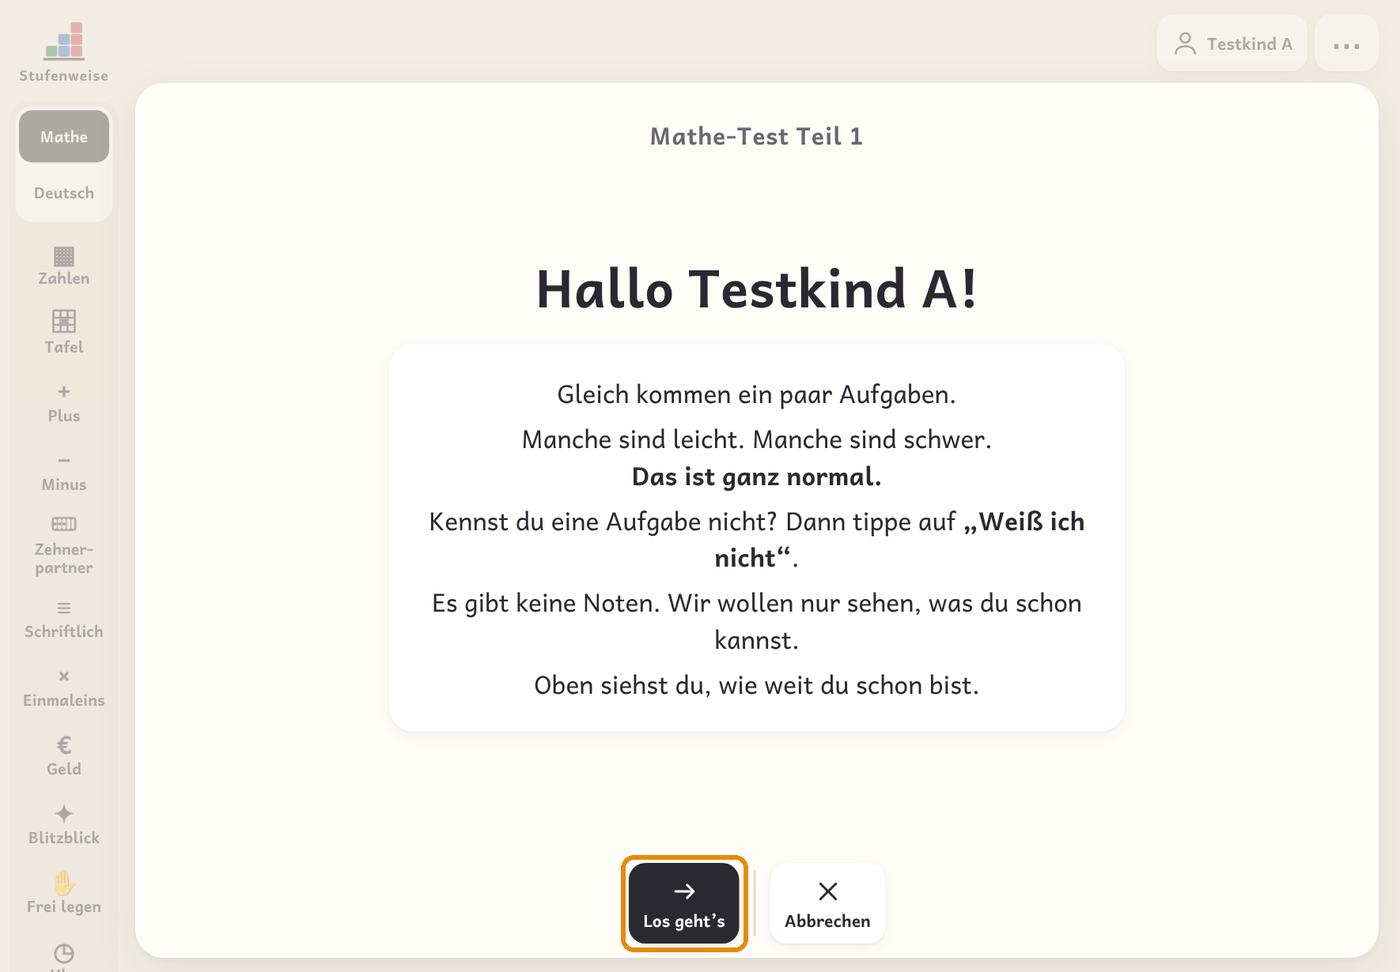 Stufenweise
Testkind A
...
Mathe
Deutsch
Zahlen
Tafel
+
Plus
−
Minus
Zehner-
partner
Schriftlich
×
Einmaleins
€
Geld
Blitzblick
Frei legen
Mathe-Test Teil 1
Hallo Testkind A!
Gleich kommen ein paar Aufgaben.
Manche sind leicht. Manche sind schwer.
Das ist ganz normal.
Kennst du eine Aufgabe nicht? Dann tippe auf „Weiß ich
nicht“.
Es gibt keine Noten. Wir wollen nur sehen, was du schon
kannst.
Oben siehst du, wie weit du schon bist.
Los geht’s
Abbrechen